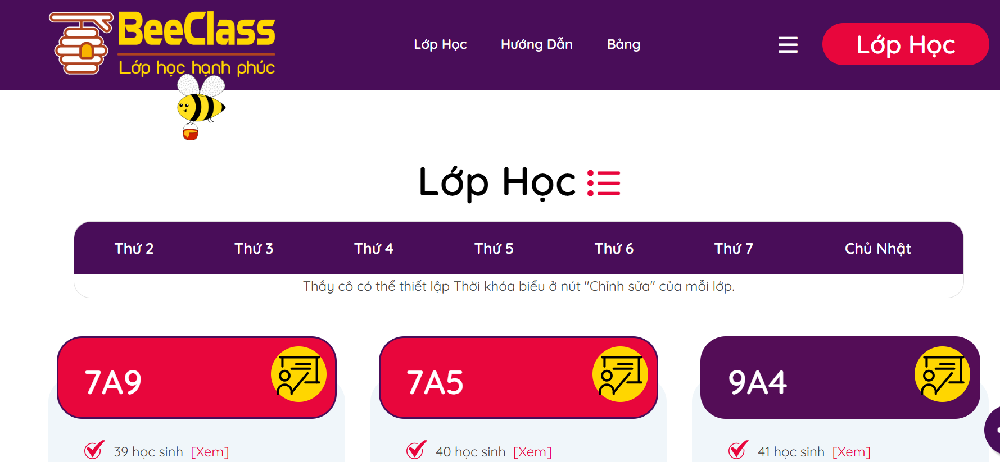 BeeClass
Lớp học hạnh phúc
Lớp Học
Hướng Dẫn
Bảng
Lớp Học
Lớp Học
Thứ 2
Thứ 3
Thứ 4
Thứ 5
Thứ 6
Thứ 7
Chủ Nhật
Thầy cô có thể thiết lập Thời khóa biểu ở nút "Chỉnh sửa" của mỗi lớp.
7A9
7A5
9A4
39 học sinh [Xem]
40 học sinh [Xem]
41 học sinh [Xem]